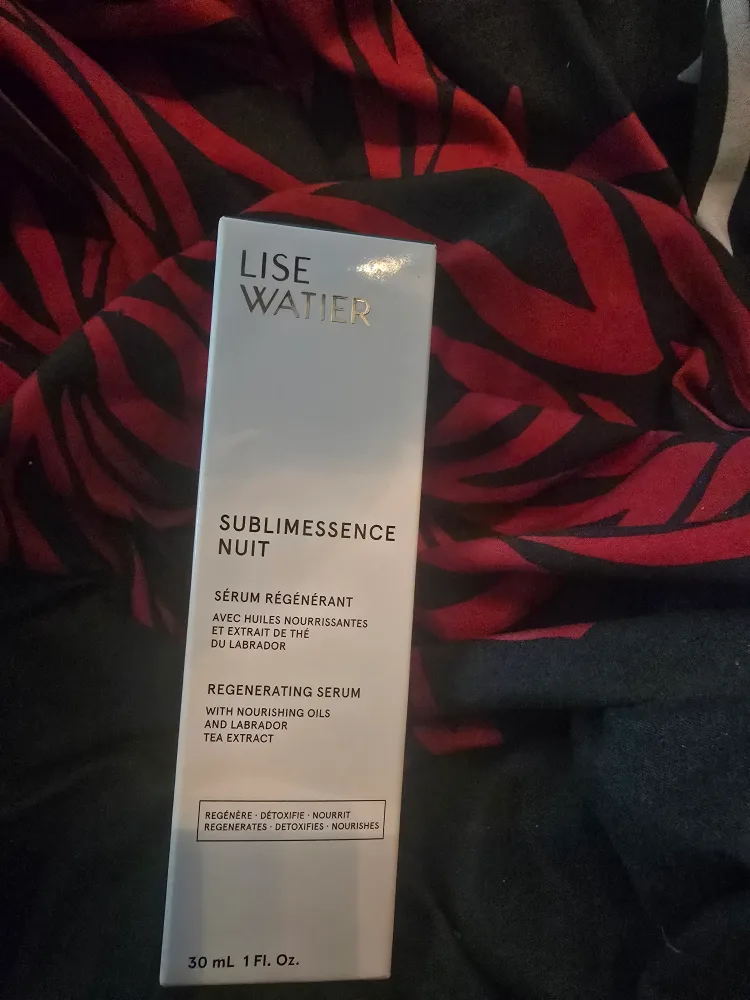 LISE
WATIER
SUBLIMESSENCE
NUIT
SÉRUM RÉGÉNÉRANT
AVEC HUILES NOURRISSANTES
ET EXTRAIT DE THÉ
DU LABRADOR
REGENERATING SERUM
WITH NOURISHING OILS
AND LABRADOR
TEA EXTRACT
REGÉNÈRE · DÉTOXIFIE · NOURRIT
REGENERATES · DETOXIFIES · NOURISHES
30 mL 1 Fl. Oz.